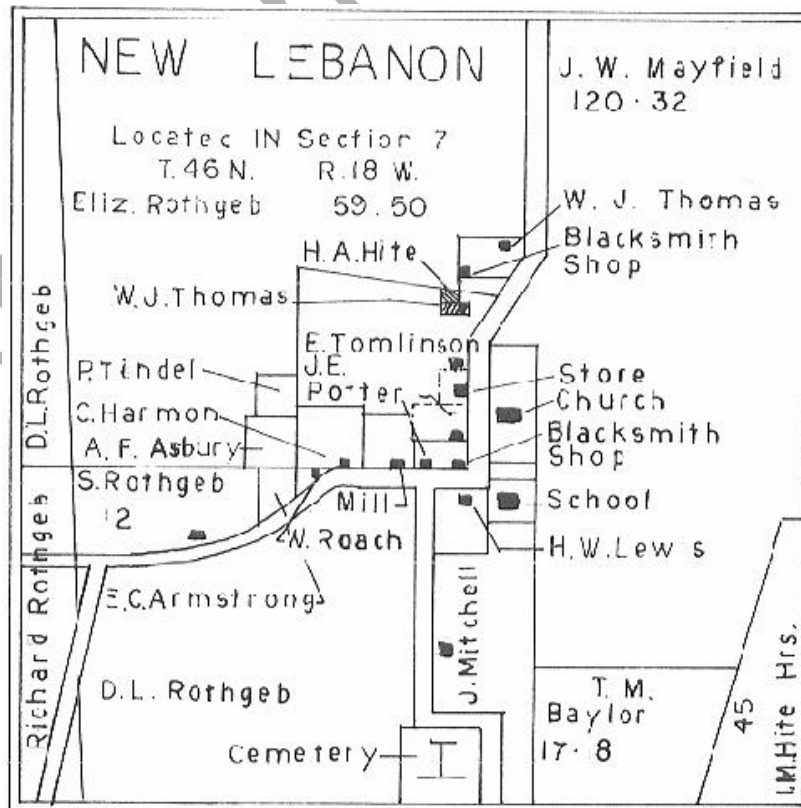 NEW LEBANON
J. W. Mayfield
120·32
Locatec IN Section 7
T. 46 N. R. 18 W.
Eliz. Rothgeb 59.50
W. J. Thomas
H. A. Hite
Blacksmith
Shop
W. J. Thomas
D. L. Rothgeb
E. Tomlinson
J. E.
Porter
P. Tindel
Store
C. Harmon
Church
A. F. Asbury
Blacksmith
Shop
S. Rothgeb
12
Mill
School
W. Roach
H. W. Lewis
Richard Rothgeb
E. C. Armstrong
J. Mitchell
D. L. Rothgeb
T. M.
Baylor
17·8
45
I. M. Hite Hrs.
Cemetery